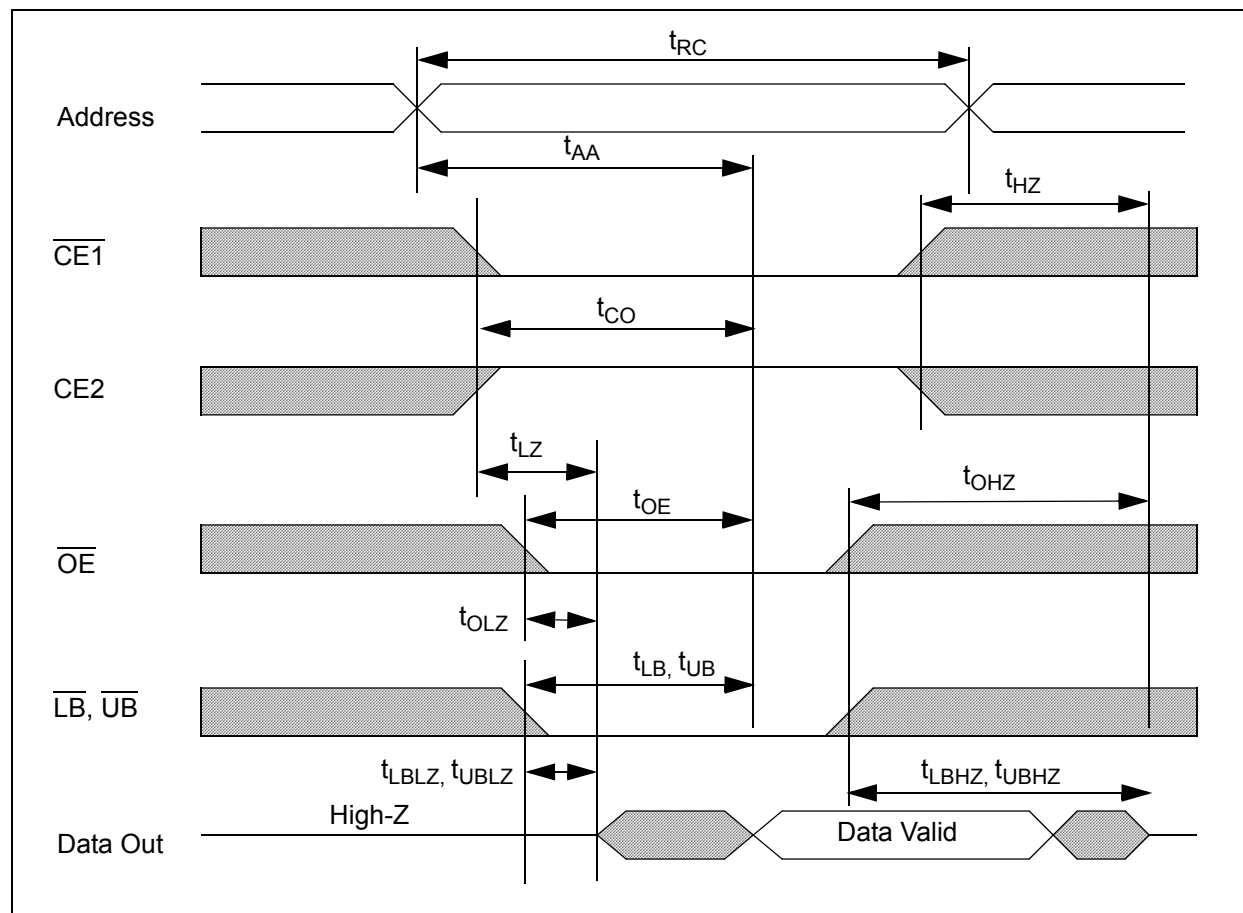 tRC
Address
tAA
tHZ
CE1
tCO
CE2
tLZ
tOHZ
tOE
OE
tOLZ
tLB, tUB
LB, UB
tLBLZ, tUBLZ
tLBHZ, tUBHZ
High-Z
Data Valid
Data Out